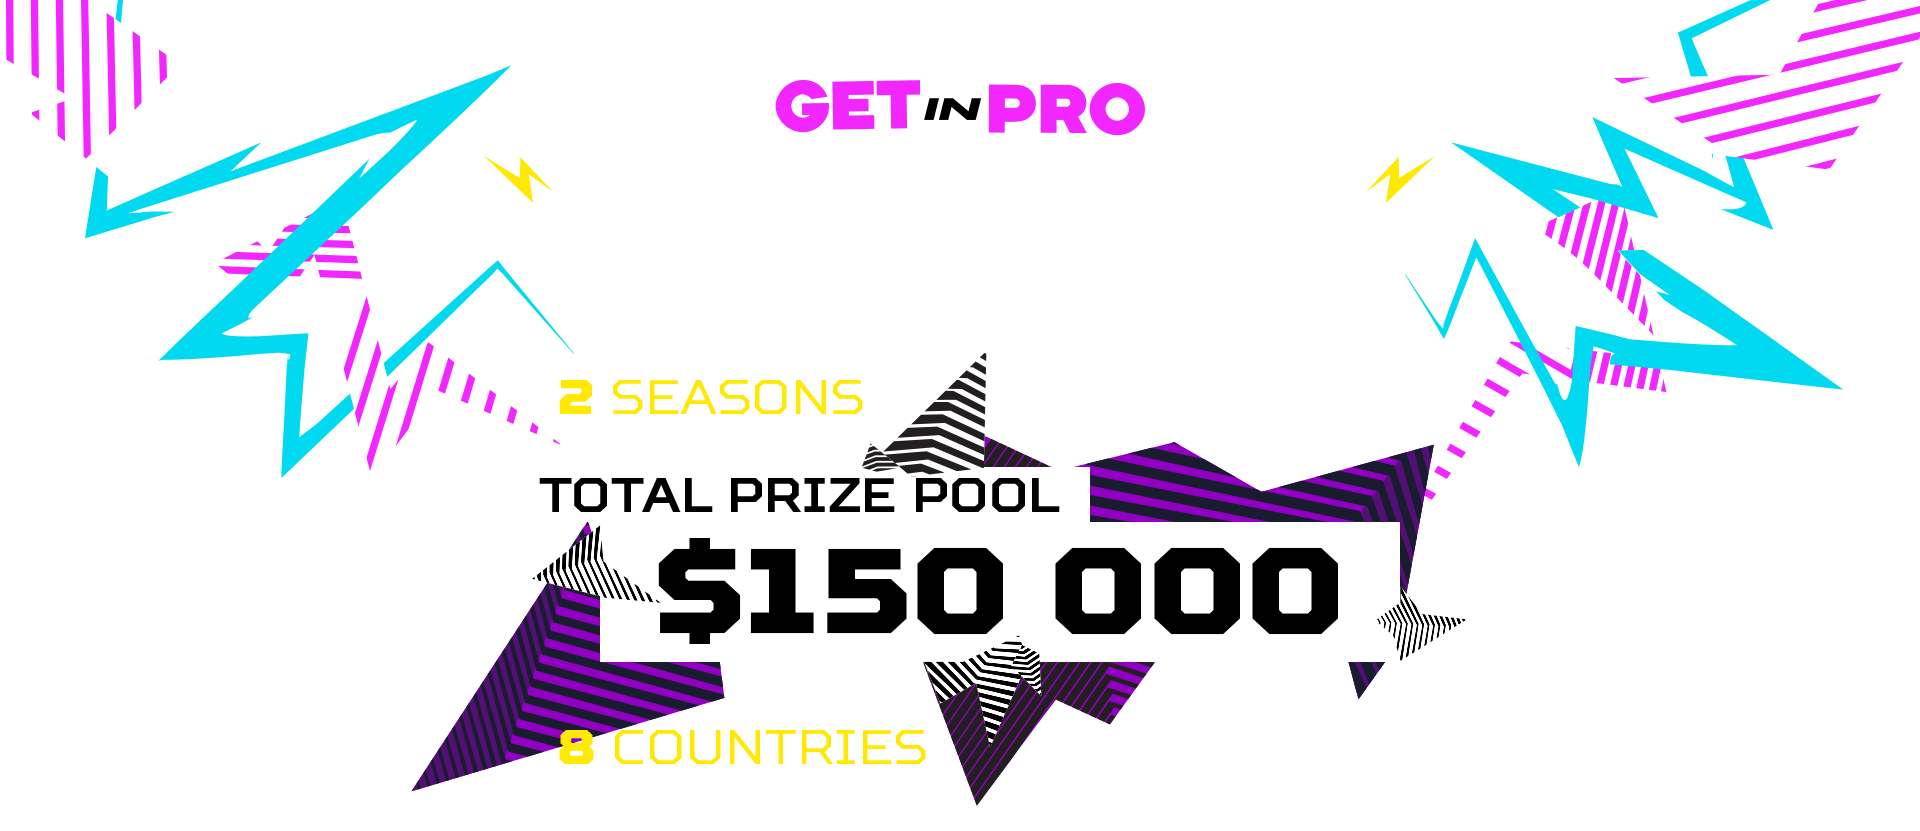 GET IN PRO
2 SEASONS
TOTAL PRIZE POOL
$150 000
8 COUNTRIES